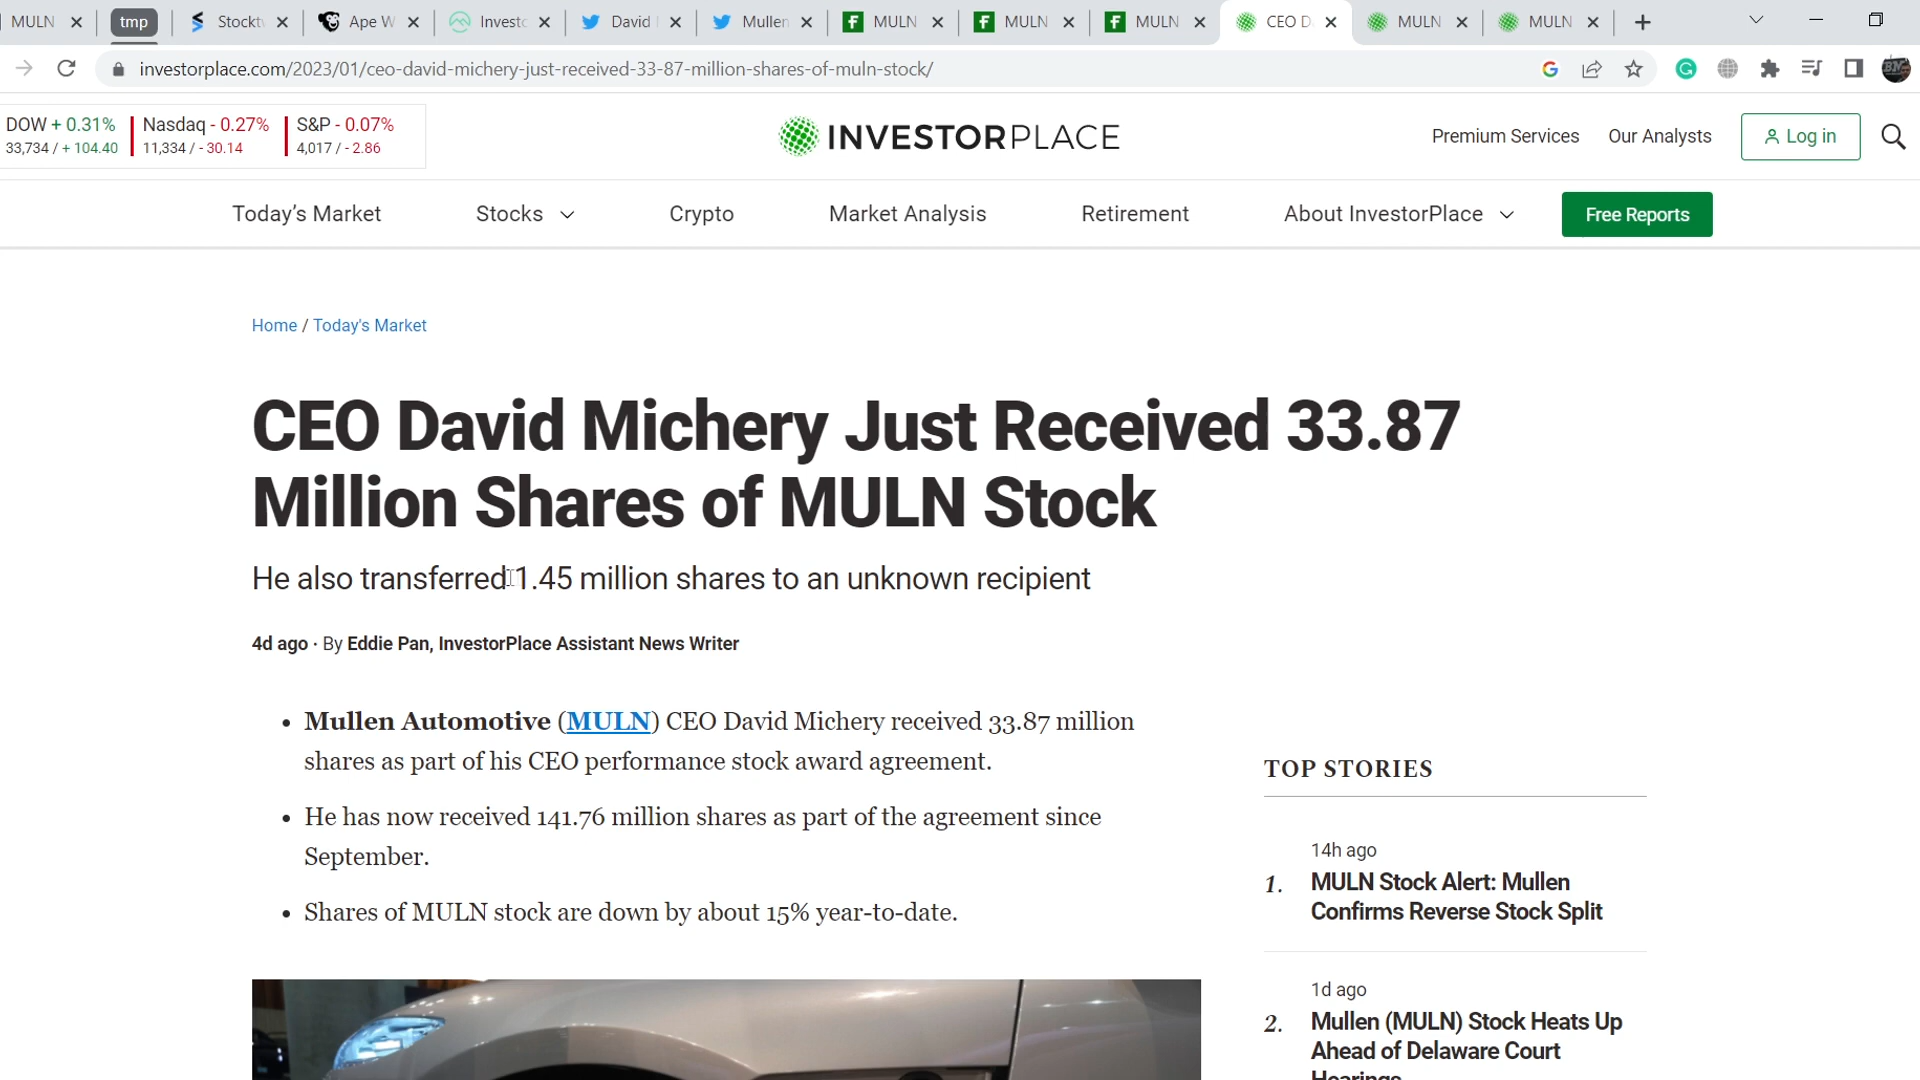 MULN
tmp
Stockt
Ape W
Investo
David
Mullen
MULN
MULN
MULN
CEO D
MULN
MULN
investorplace.com/2023/01/ceo-david-michery-just-received-33-87-million-shares-of-muln-stock/
DOW + 0.31%
33,734 / + 104.40
Nasdaq - 0.27%
11,334 / - 30.14
S&P - 0.07%
4,017 / - 2.86
INVESTORPLACE
Premium Services
Our Analysts
Log in
Today's Market
Stocks
Crypto
Market Analysis
Retirement
About InvestorPlace
Free Reports
Home / Today's Market
CEO David Michery Just Received 33.87
Million Shares of MULN Stock
He also transferred 1.45 million shares to an unknown recipient
4d ago · By Eddie Pan, InvestorPlace Assistant News Writer
• Mullen Automotive (MULN) CEO David Michery received 33.87 million
shares as part of his CEO performance stock award agreement.
• He has now received 141.76 million shares as part of the agreement since
September.
• Shares of MULN stock are down by about 15% year-to-date.
TOP STORIES
14h ago
1. MULN Stock Alert: Mullen
Confirms Reverse Stock Split
1d ago
2. Mullen (MULN) Stock Heats Up
Ahead of Delaware Court
Hearings